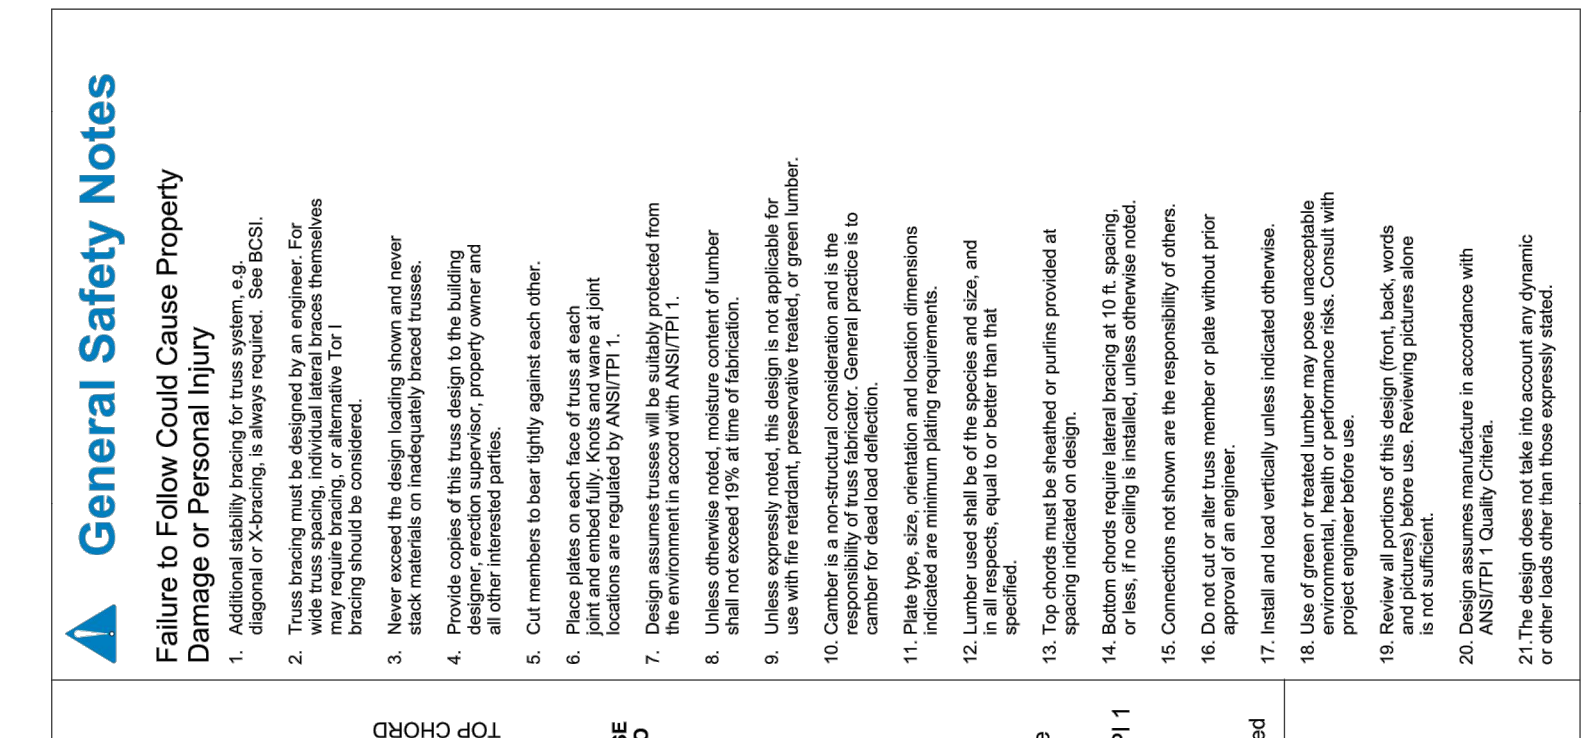 General Safety Notes
Failure to Follow Could Cause Property
Damage or Personal Injury
1. Additional stability bracing for truss system, e.g.
diagonal or X-bracing, is always required. See BCSI.
2. Truss bracing must be designed by an engineer. For
wide truss spacing, individual lateral braces themselves
may require bracing, or alternative Tor I
bracing should be considered.
3. Never exceed the design loading shown and never
stack materials on inadequately braced trusses.
4. Provide copies of this truss design to the building
designer, erection supervisor, property owner and
all other interested parties.
5. Cut members to bear tightly against each other.
6. Place plates on each face of truss at each
joint and embed fully. Knots and wane at joint
locations are regulated by ANSI/TPI 1.
7. Design assumes trusses will be suitably protected from
the environment in accord with ANSI/TPI 1.
8. Unless otherwise noted, moisture content of lumber
shall not exceed 19% at time of fabrication.
9. Unless expressly noted, this design is not applicable for
use with fire retardant, preservative treated, or green lumber.
10. Camber is a non-structural consideration and is the
responsibility of truss fabricator. General practice is to
camber for dead load deflection.
11. Plate type, size, orientation and location dimensions
indicated are minimum plating requirements.
12. Lumber used shall be of the species and size, and
in all respects, equal to or better than that
specified.
13. Top chords must be sheathed or purlins provided at
spacing indicated on design.
14. Bottom chords require lateral bracing at 10 ft. spacing,
or less, if no ceiling is installed, unless otherwise noted.
15. Connections not shown are the responsibility of others.
16. Do not cut or alter truss member or plate without prior
approval of an engineer.
17. Install and load vertically unless indicated otherwise.
18. Use of green or treated lumber may pose unacceptable
environmental, health or performance risks. Consult with
project engineer before use.
19. Review all portions of this design (front, back, words
and pictures) before use. Reviewing pictures alone
is not sufficient.
20. Design assumes manufacture in accordance with
ANSI/TPI 1 Quality Criteria.
21.The design does not take into account any dynamic
or other loads other than those expressly stated.
TOP CHORD